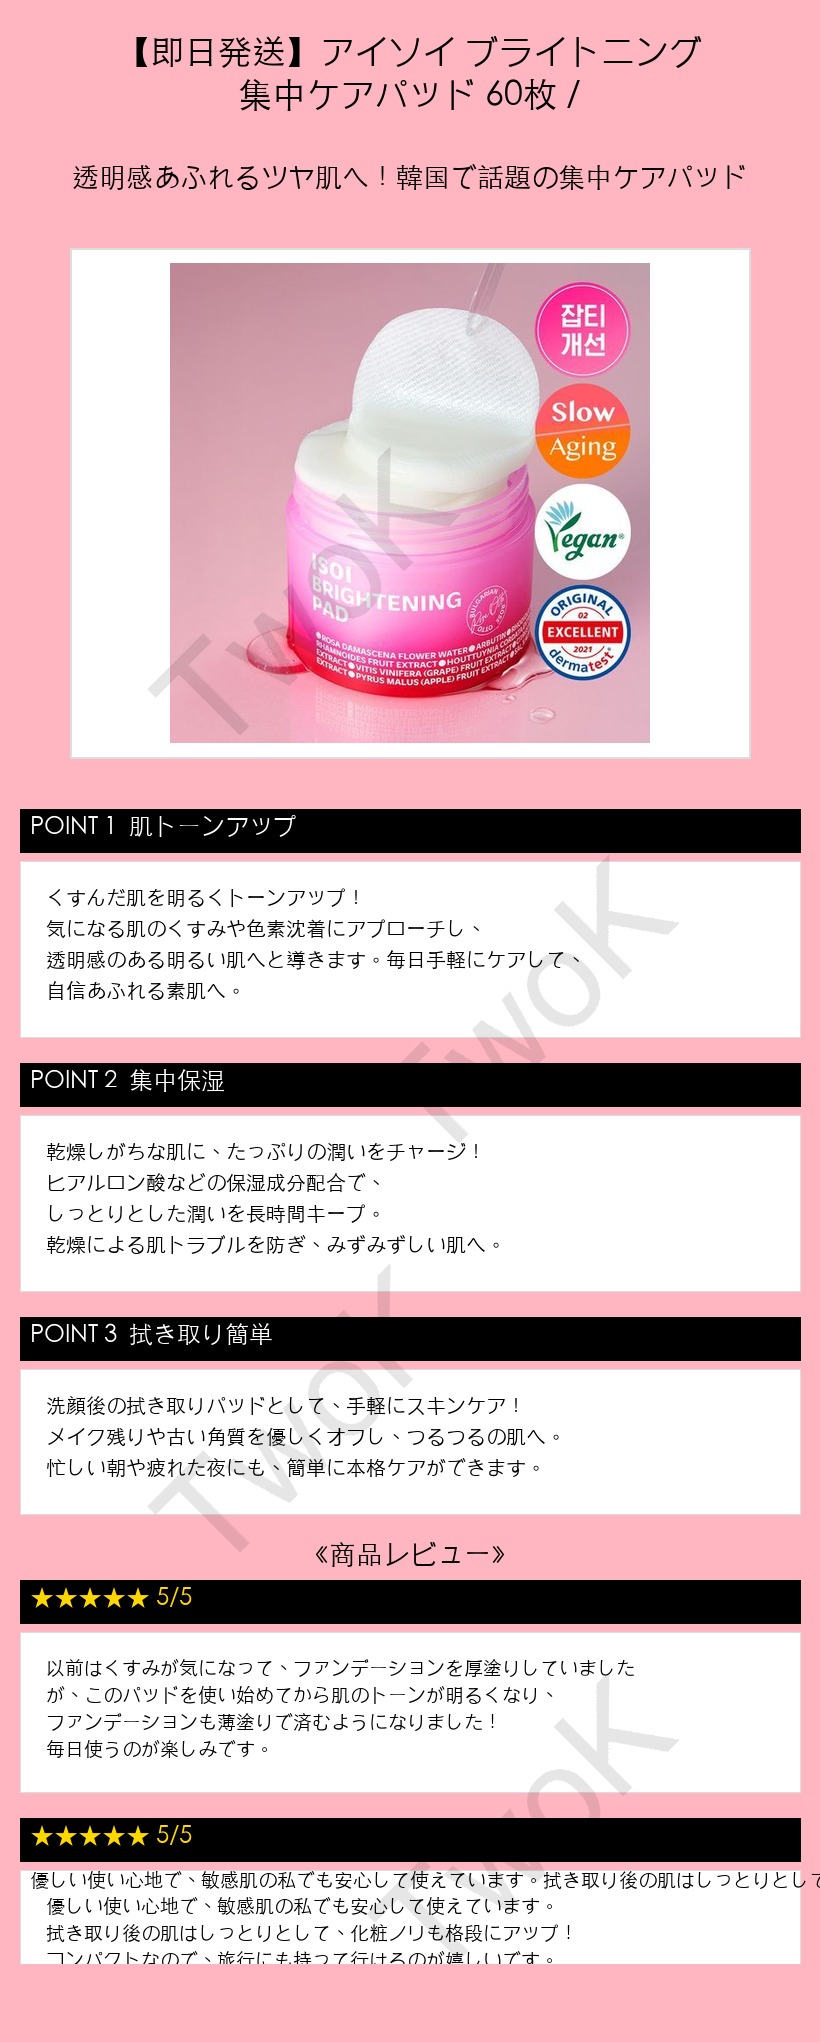 【即日発送】アイソイ ブライトニング
集中ケアパッド 60枚 /
透明感あふれるツヤ肌へ！韓国で話題の集中ケアパッド
잡티
개선
Slow
Aging
Vegan®
ORIGINAL
02
EXCELLENT
2021
dermatest®
ISOI
BRIGHTENING
PAD
BULGARIAN
ROSE OTTO
●ROSA DAMASCENA FLOWER WATER●ARBUTIN●
RHAMNOIDES FRUIT EXTRACT●HOUTTUYNIA CORDATA
EXTRACT●VITIS VINIFERA (GRAPE) FRUIT EXTRACT●
EXTRACT●PYRUS MALUS (APPLE) FRUIT EXTRACT
TwoK
POINT 1 肌トーンアップ
くすんだ肌を明るくトーンアップ！
気になる肌のくすみや色素沈着にアプローチし、
透明感のある明るい肌へと導きます。毎日手軽にケアして、
自信あふれる素肌へ。
TwoK
POINT 2 集中保湿
乾燥しがちな肌に、たっぷりの潤いをチャージ！
ヒアルロン酸などの保湿成分配合で、
しっとりとした潤いを長時間キープ。
乾燥による肌トラブルを防ぎ、みずみずしい肌へ。
POINT 3 拭き取り簡単
洗顔後の拭き取りパッドとして、手軽にスキンケア！
メイク残りや古い角質を優しくオフし、つるつるの肌へ。
忙しい朝や疲れた夜にも、簡単に本格ケアができます。
TwoK
《商品レビュー》
★★★★★ 5/5
以前はくすみが気になって、ファンデーションを厚塗りしていました
が、このパッドを使い始めてから肌のトーンが明るくなり、
ファンデーションも薄塗りで済むようになりました！
毎日使うのが楽しみです。
TwoK
★★★★★ 5/5
優しい使い心地で、敏感肌の私でも安心して使えています。拭き取り後の肌はしっとりとして
優しい使い心地で、敏感肌の私でも安心して使えています。
拭き取り後の肌はしっとりとして、化粧ノリも格段にアップ！
コンパクトなので、旅行にも持って行けるのが嬉しいです。